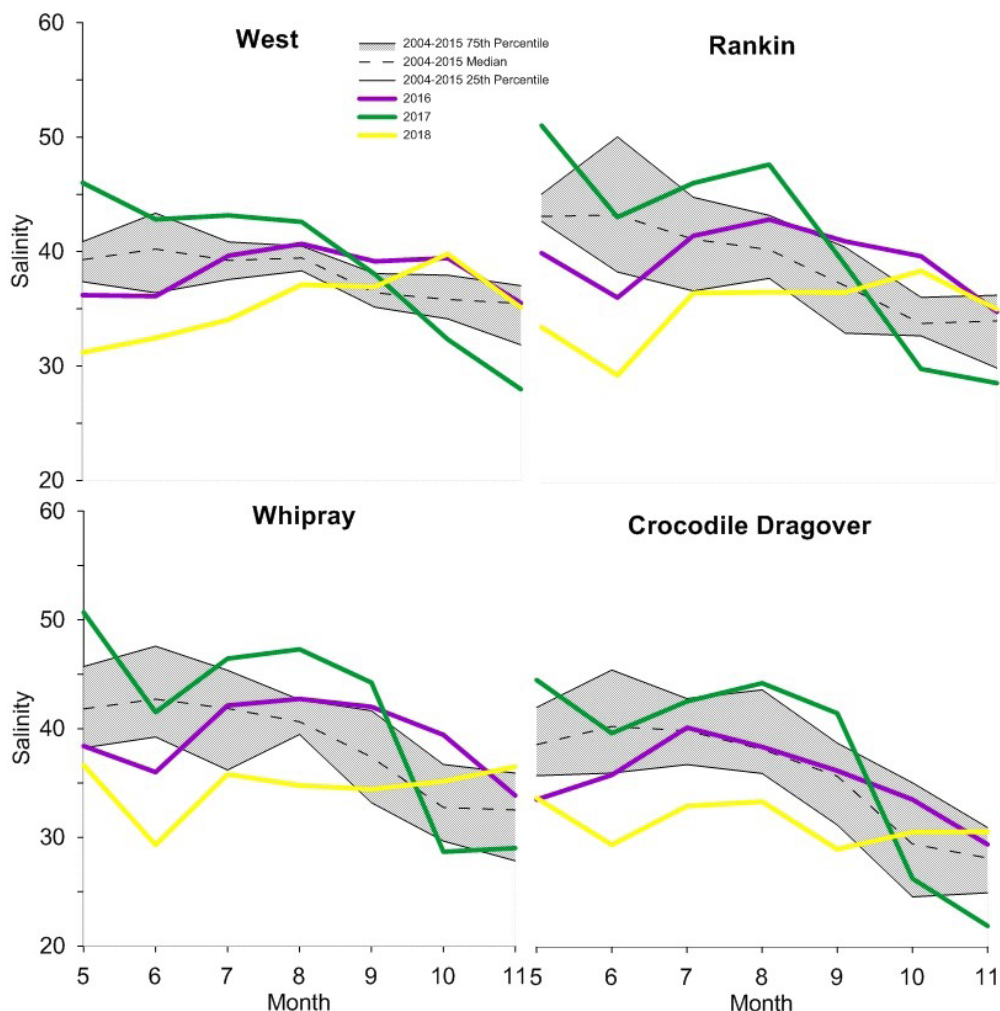 60
West
Rankin
2004-2015 75th Percentile
2004-2015 Median
2004-2015 25th Percentile
2016
2017
2018
50
40
30
20
Salinity
60
Whipray
Crocodile Dragover
50
40
30
20
Salinity
5 6 7 8 9 10 11
5 6 7 8 9 10 11
Month
Month